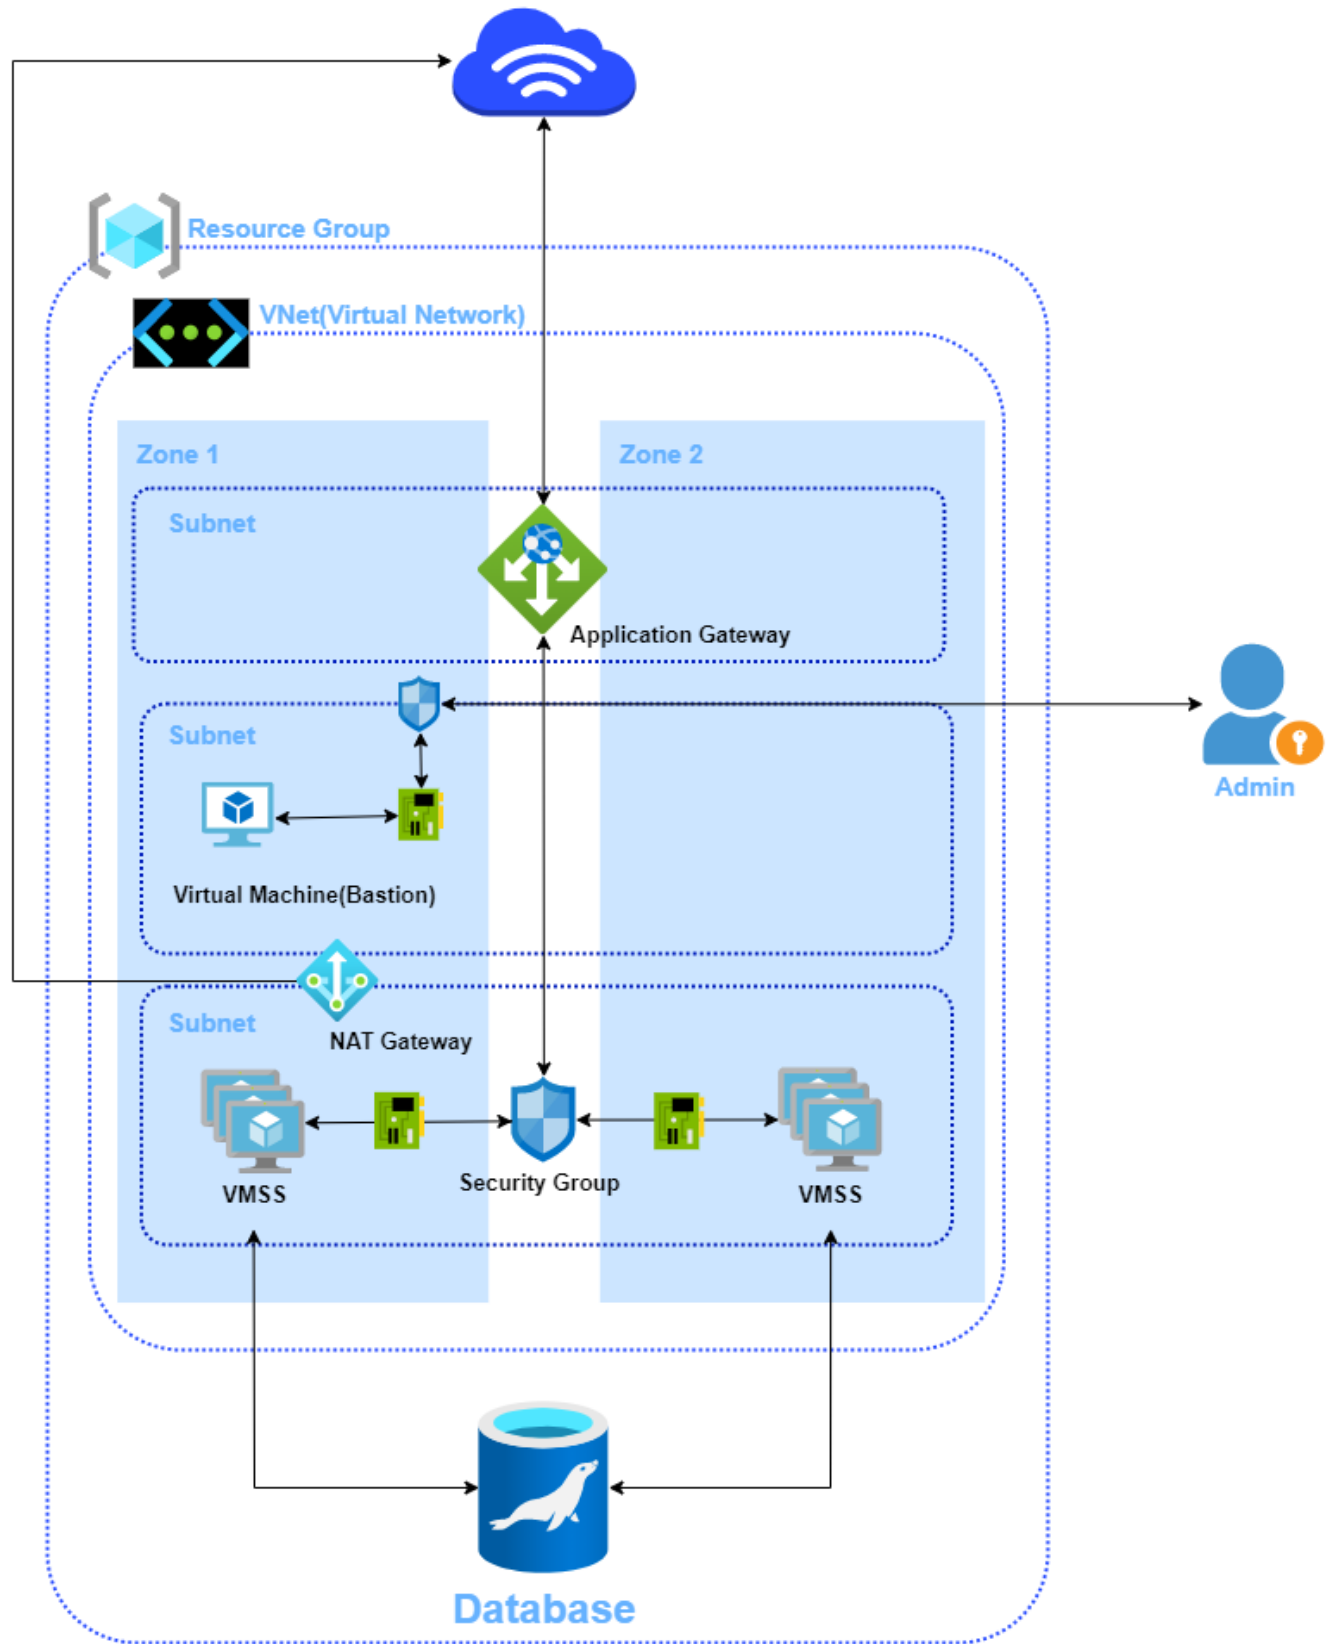 Resource Group
VNet(Virtual Network)
Zone 1
Zone 2
Subnet
Application Gateway
Subnet
Admin
Virtual Machine(Bastion)
Subnet
NAT Gateway
VMSS
Security Group
VMSS
Database